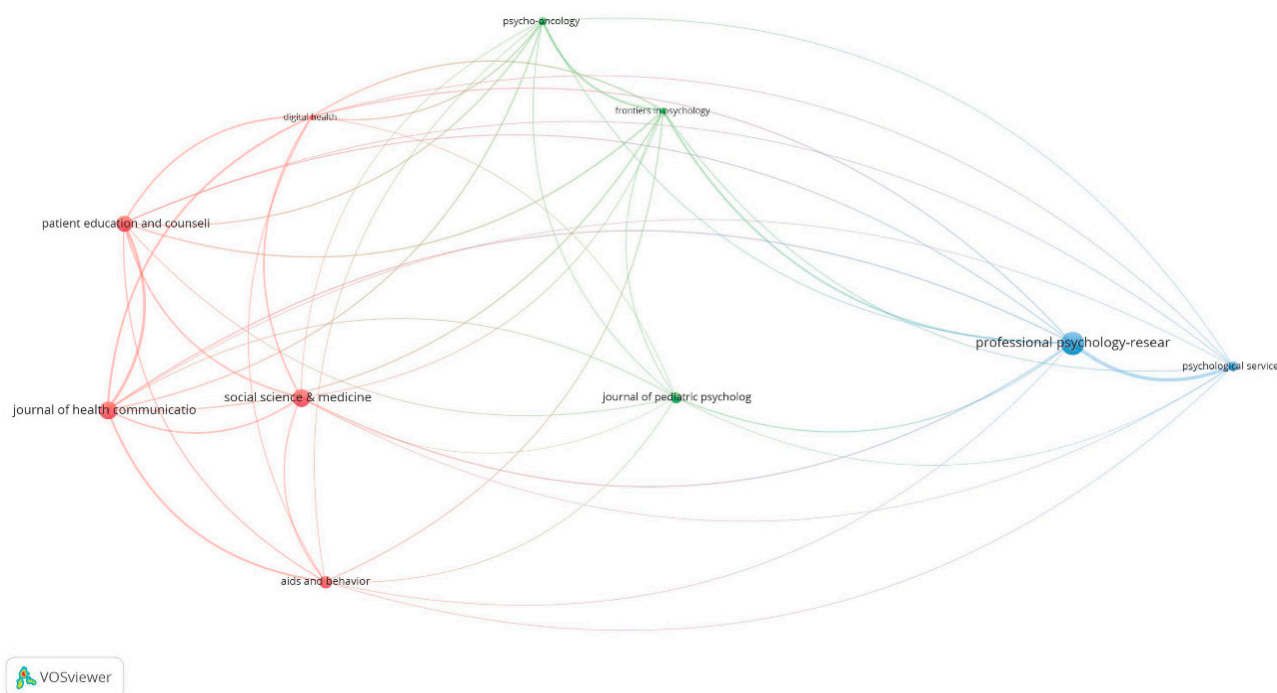 psycho-oncology
frontiers in psychology
digital health
patient education and counseli
professional psychology-resear
psychological service
social science & medicine
journal of pediatric psycholog
journal of health communicatio
aids and behavior
VOSviewer